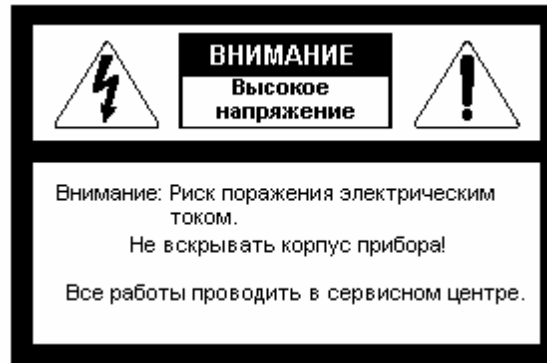 ВНИМАНИЕ
Высокое
напряжение
Внимание: Риск поражения электрическим
током.
Не вскрывать корпус прибора!
Все работы проводить в сервисном центре.